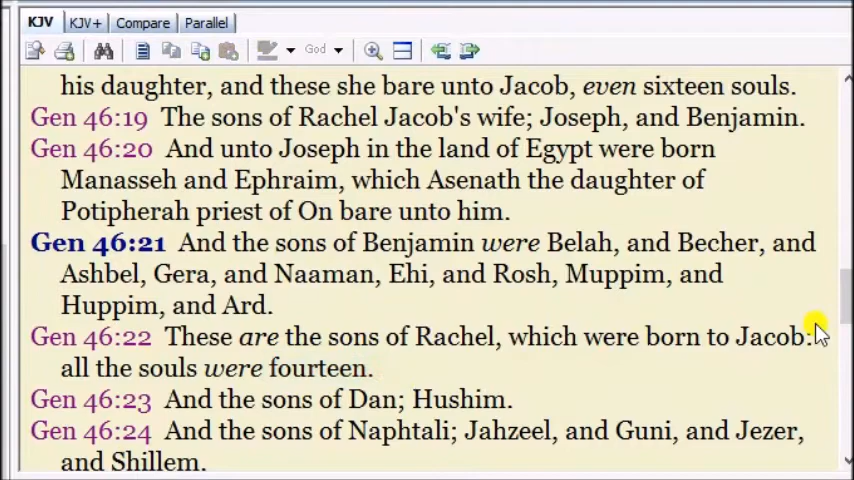 KJV KJV+ Compare Parallel
God
his daughter, and these she bare unto Jacob, even sixteen souls.
Gen 46:19 The sons of Rachel Jacob's wife; Joseph, and Benjamin.
Gen 46:20 And unto Joseph in the land of Egypt were born
Manasseh and Ephraim, which Asenath the daughter of
Potipherah priest of On bare unto him.
Gen 46:21 And the sons of Benjamin were Belah, and Becher, and
Ashbel, Gera, and Naaman, Ehi, and Rosh, Muppim, and
Huppim, and Ard.
Gen 46:22 These are the sons of Rachel, which were born to Jacob:
all the souls were fourteen.
Gen 46:23 And the sons of Dan; Hushim.
Gen 46:24 And the sons of Naphtali; Jahzeel, and Guni, and Jezer,
and Shillem.